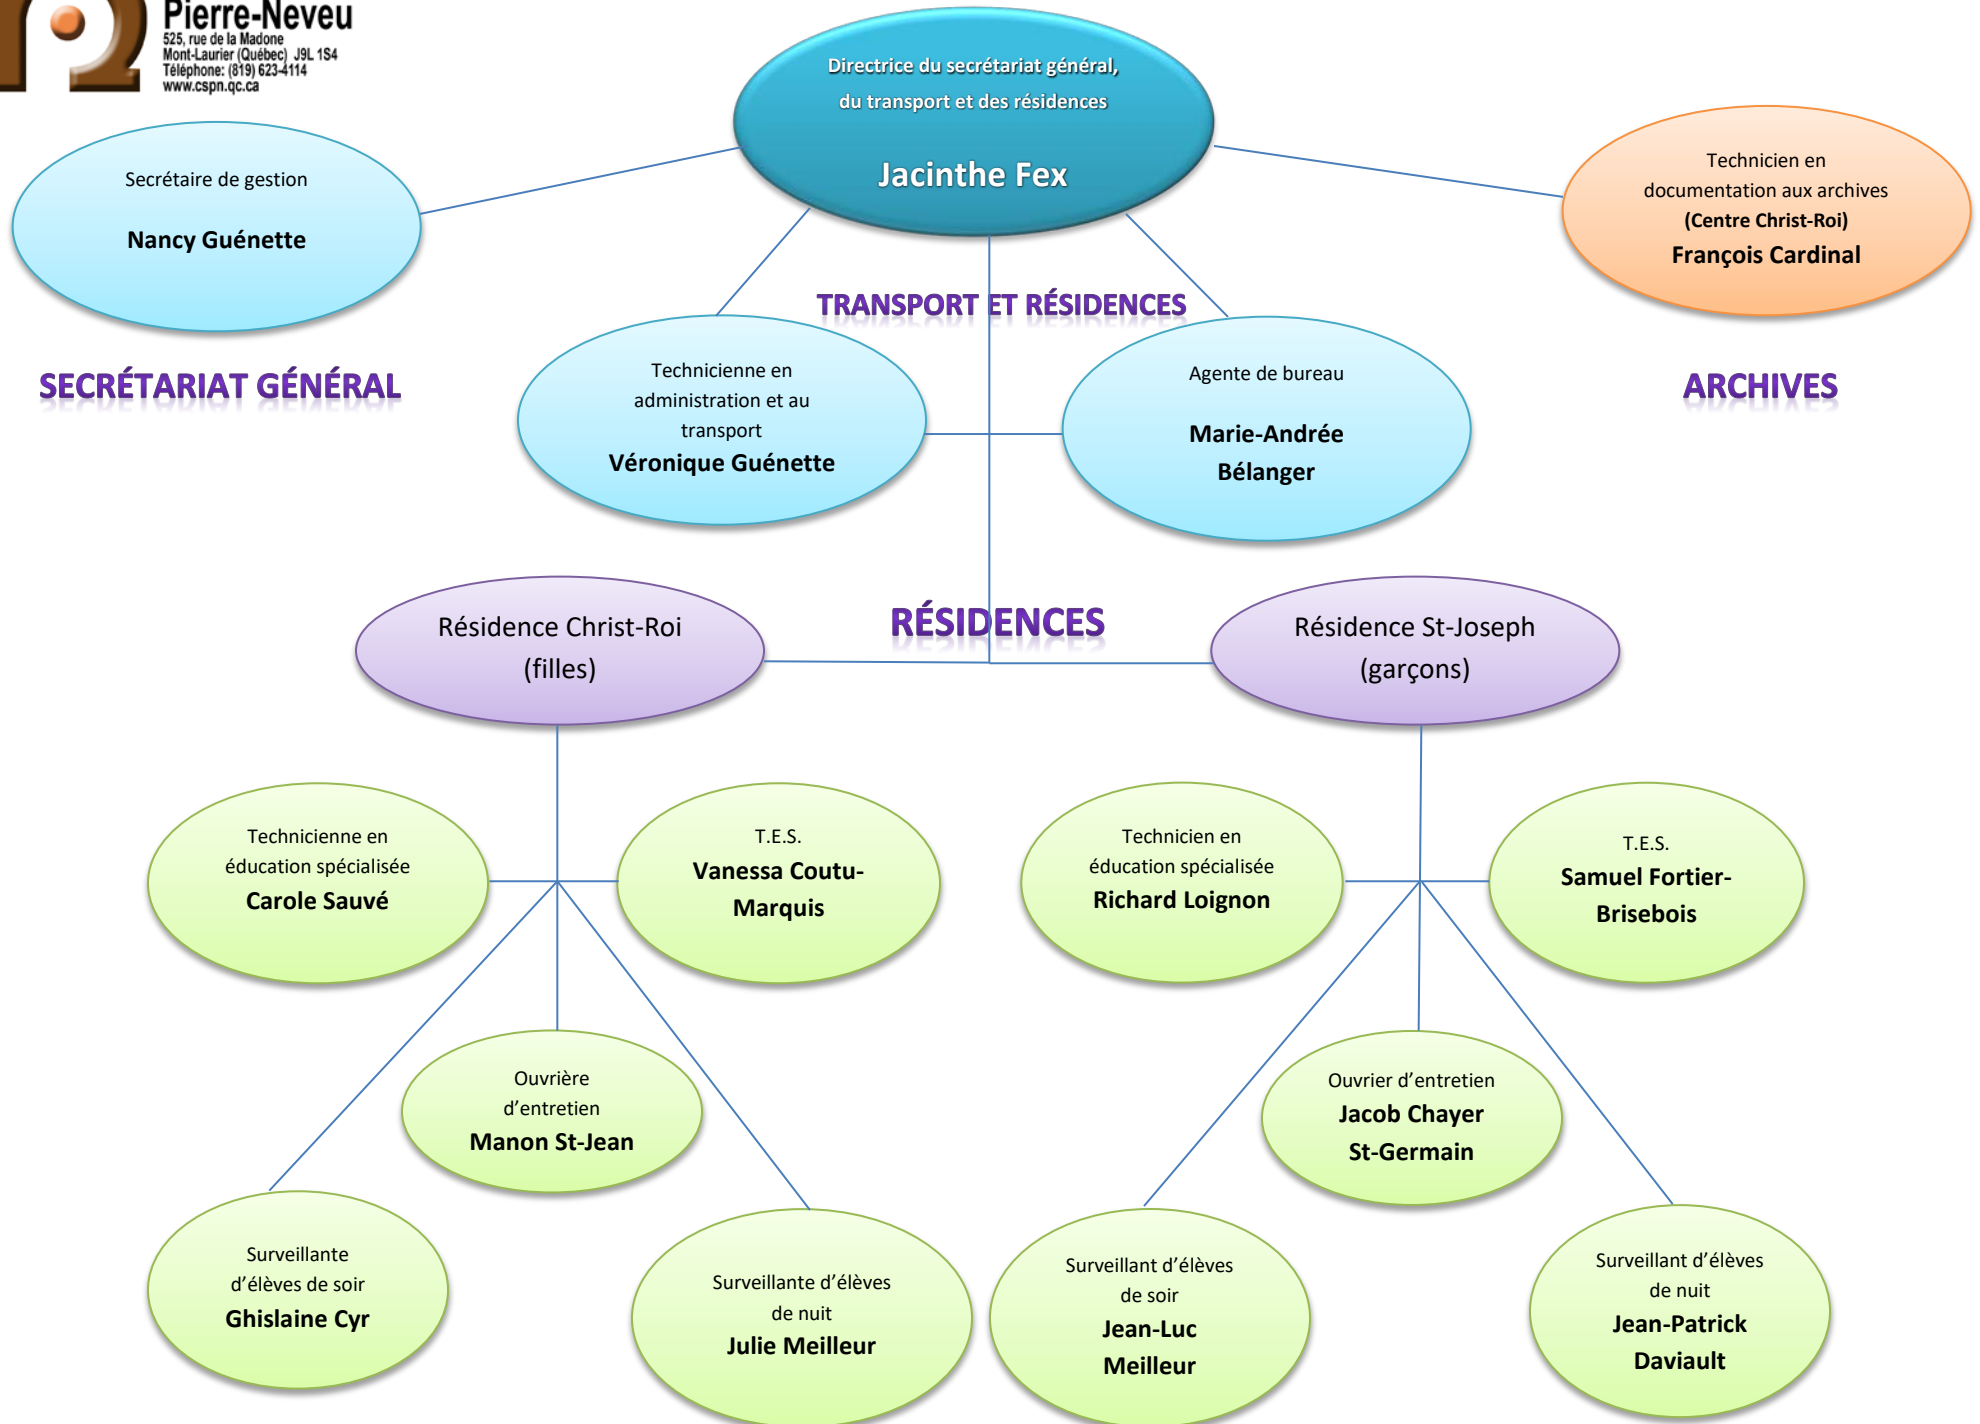 Pierre-Neveu
525, rue de la Madone
Mont-Laurier (Québec) J9L 1S4
Téléphone: (819) 623-4114
www.cspn.qc.ca
Directrice du secrétariat général,
du transport et des résidences
Jacinthe Fex
Secrétaire de gestion
Nancy Guénette
SECRÉTARIAT GÉNÉRAL
Technicien en
documentation aux archives
(Centre Christ-Roi)
François Cardinal
ARCHIVES
TRANSPORT ET RÉSIDENCES
Technicienne en
administration et au
transport
Véronique Guénette
Agente de bureau
Marie-Andrée
Bélanger
RÉSIDENCES
Résidence Christ-Roi
(filles)
Résidence St-Joseph
(garçons)
Technicienne en
éducation spécialisée
Carole Sauvé
T.E.S.
Vanessa Coutu-
Marquis
Technicien en
éducation spécialisée
Richard Loignon
T.E.S.
Samuel Fortier-
Brisebois
Ouvrière
d’entretien
Manon St-Jean
Ouvrier d’entretien
Jacob Chayer
St-Germain
Surveillante
d’élèves de soir
Ghislaine Cyr
Surveillante d’élèves
de nuit
Julie Meilleur
Surveillant d’élèves
de soir
Jean-Luc
Meilleur
Surveillant d’élèves
de nuit
Jean-Patrick
Daviault